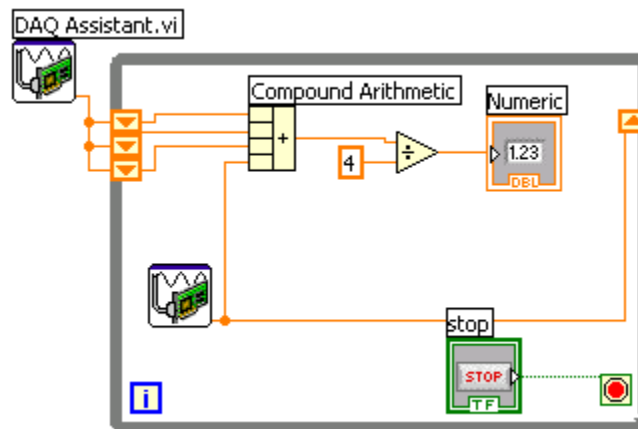 DAQ Assistant.vi
Compound Arithmetic
Numeric
+
÷
4
1.23
DBL
stop
STOP
TF
i